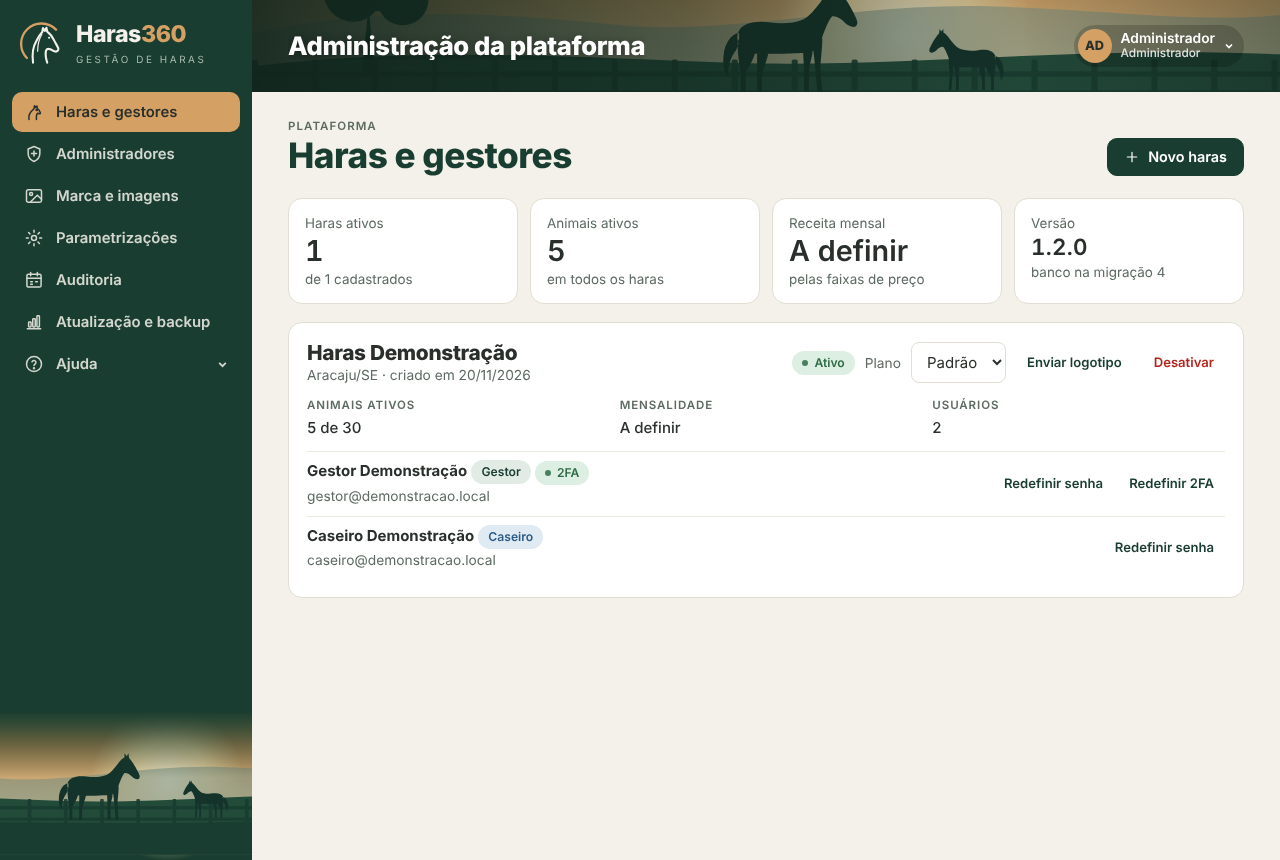 Haras360
GESTÃO DE HARAS
Haras e gestores
Administradores
Marca e imagens
Parametrizações
Auditoria
Atualização e backup
Ajuda
Administração da plataforma
AD
Administrador
Administrador
PLATAFORMA
Haras e gestores
Novo haras
Haras ativos
1
de 1 cadastrados
Animais ativos
5
em todos os haras
Receita mensal
A definir
pelas faixas de preço
Versão
1.2.0
banco na migração 4
Haras Demonstração
Aracaju/SE · criado em 20/11/2026
Ativo
Plano
Padrão
Enviar logotipo
Desativar
ANIMAIS ATIVOS
5 de 30
MENSALIDADE
A definir
USUÁRIOS
2
Gestor Demonstração Gestor 2FA
gestor@demonstracao.local
Redefinir senha
Redefinir 2FA
Caseiro Demonstração Caseiro
caseiro@demonstracao.local
Redefinir senha